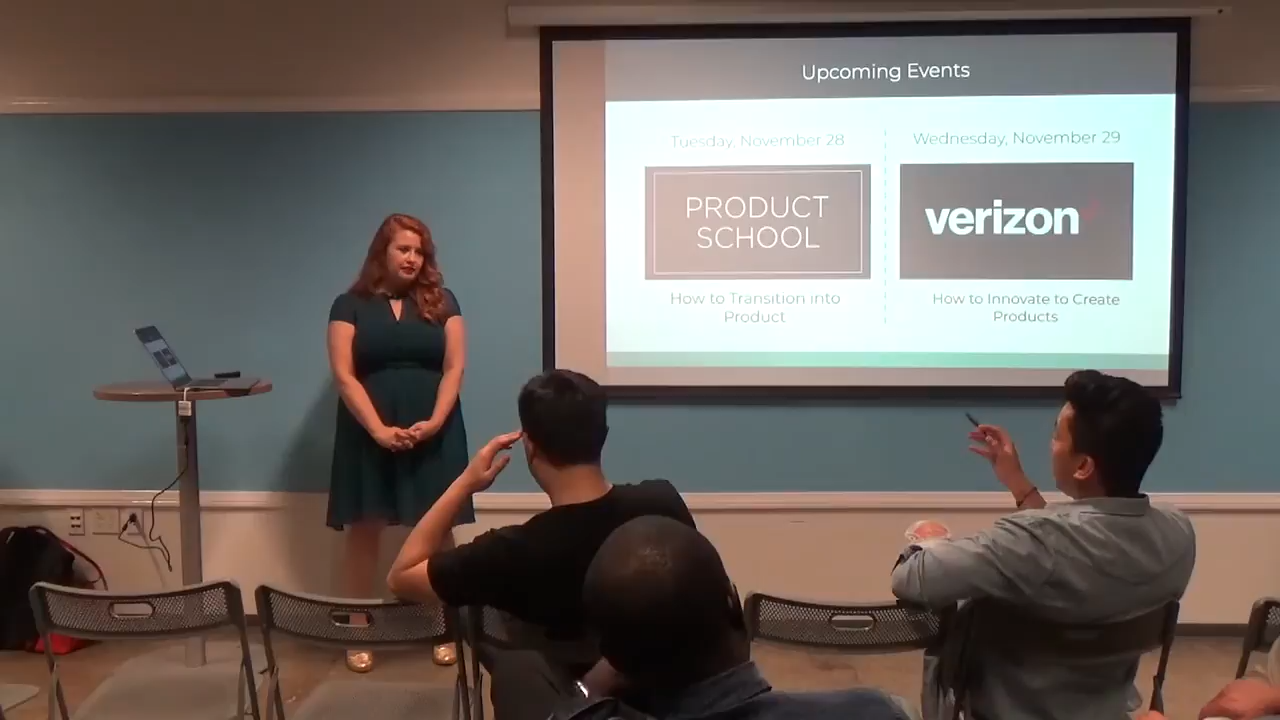 Upcoming Events
Tuesday, November 28
PRODUCT
SCHOOL
How to Transition into
Product
Wednesday, November 29
verizon
How to Innovate to Create
Products